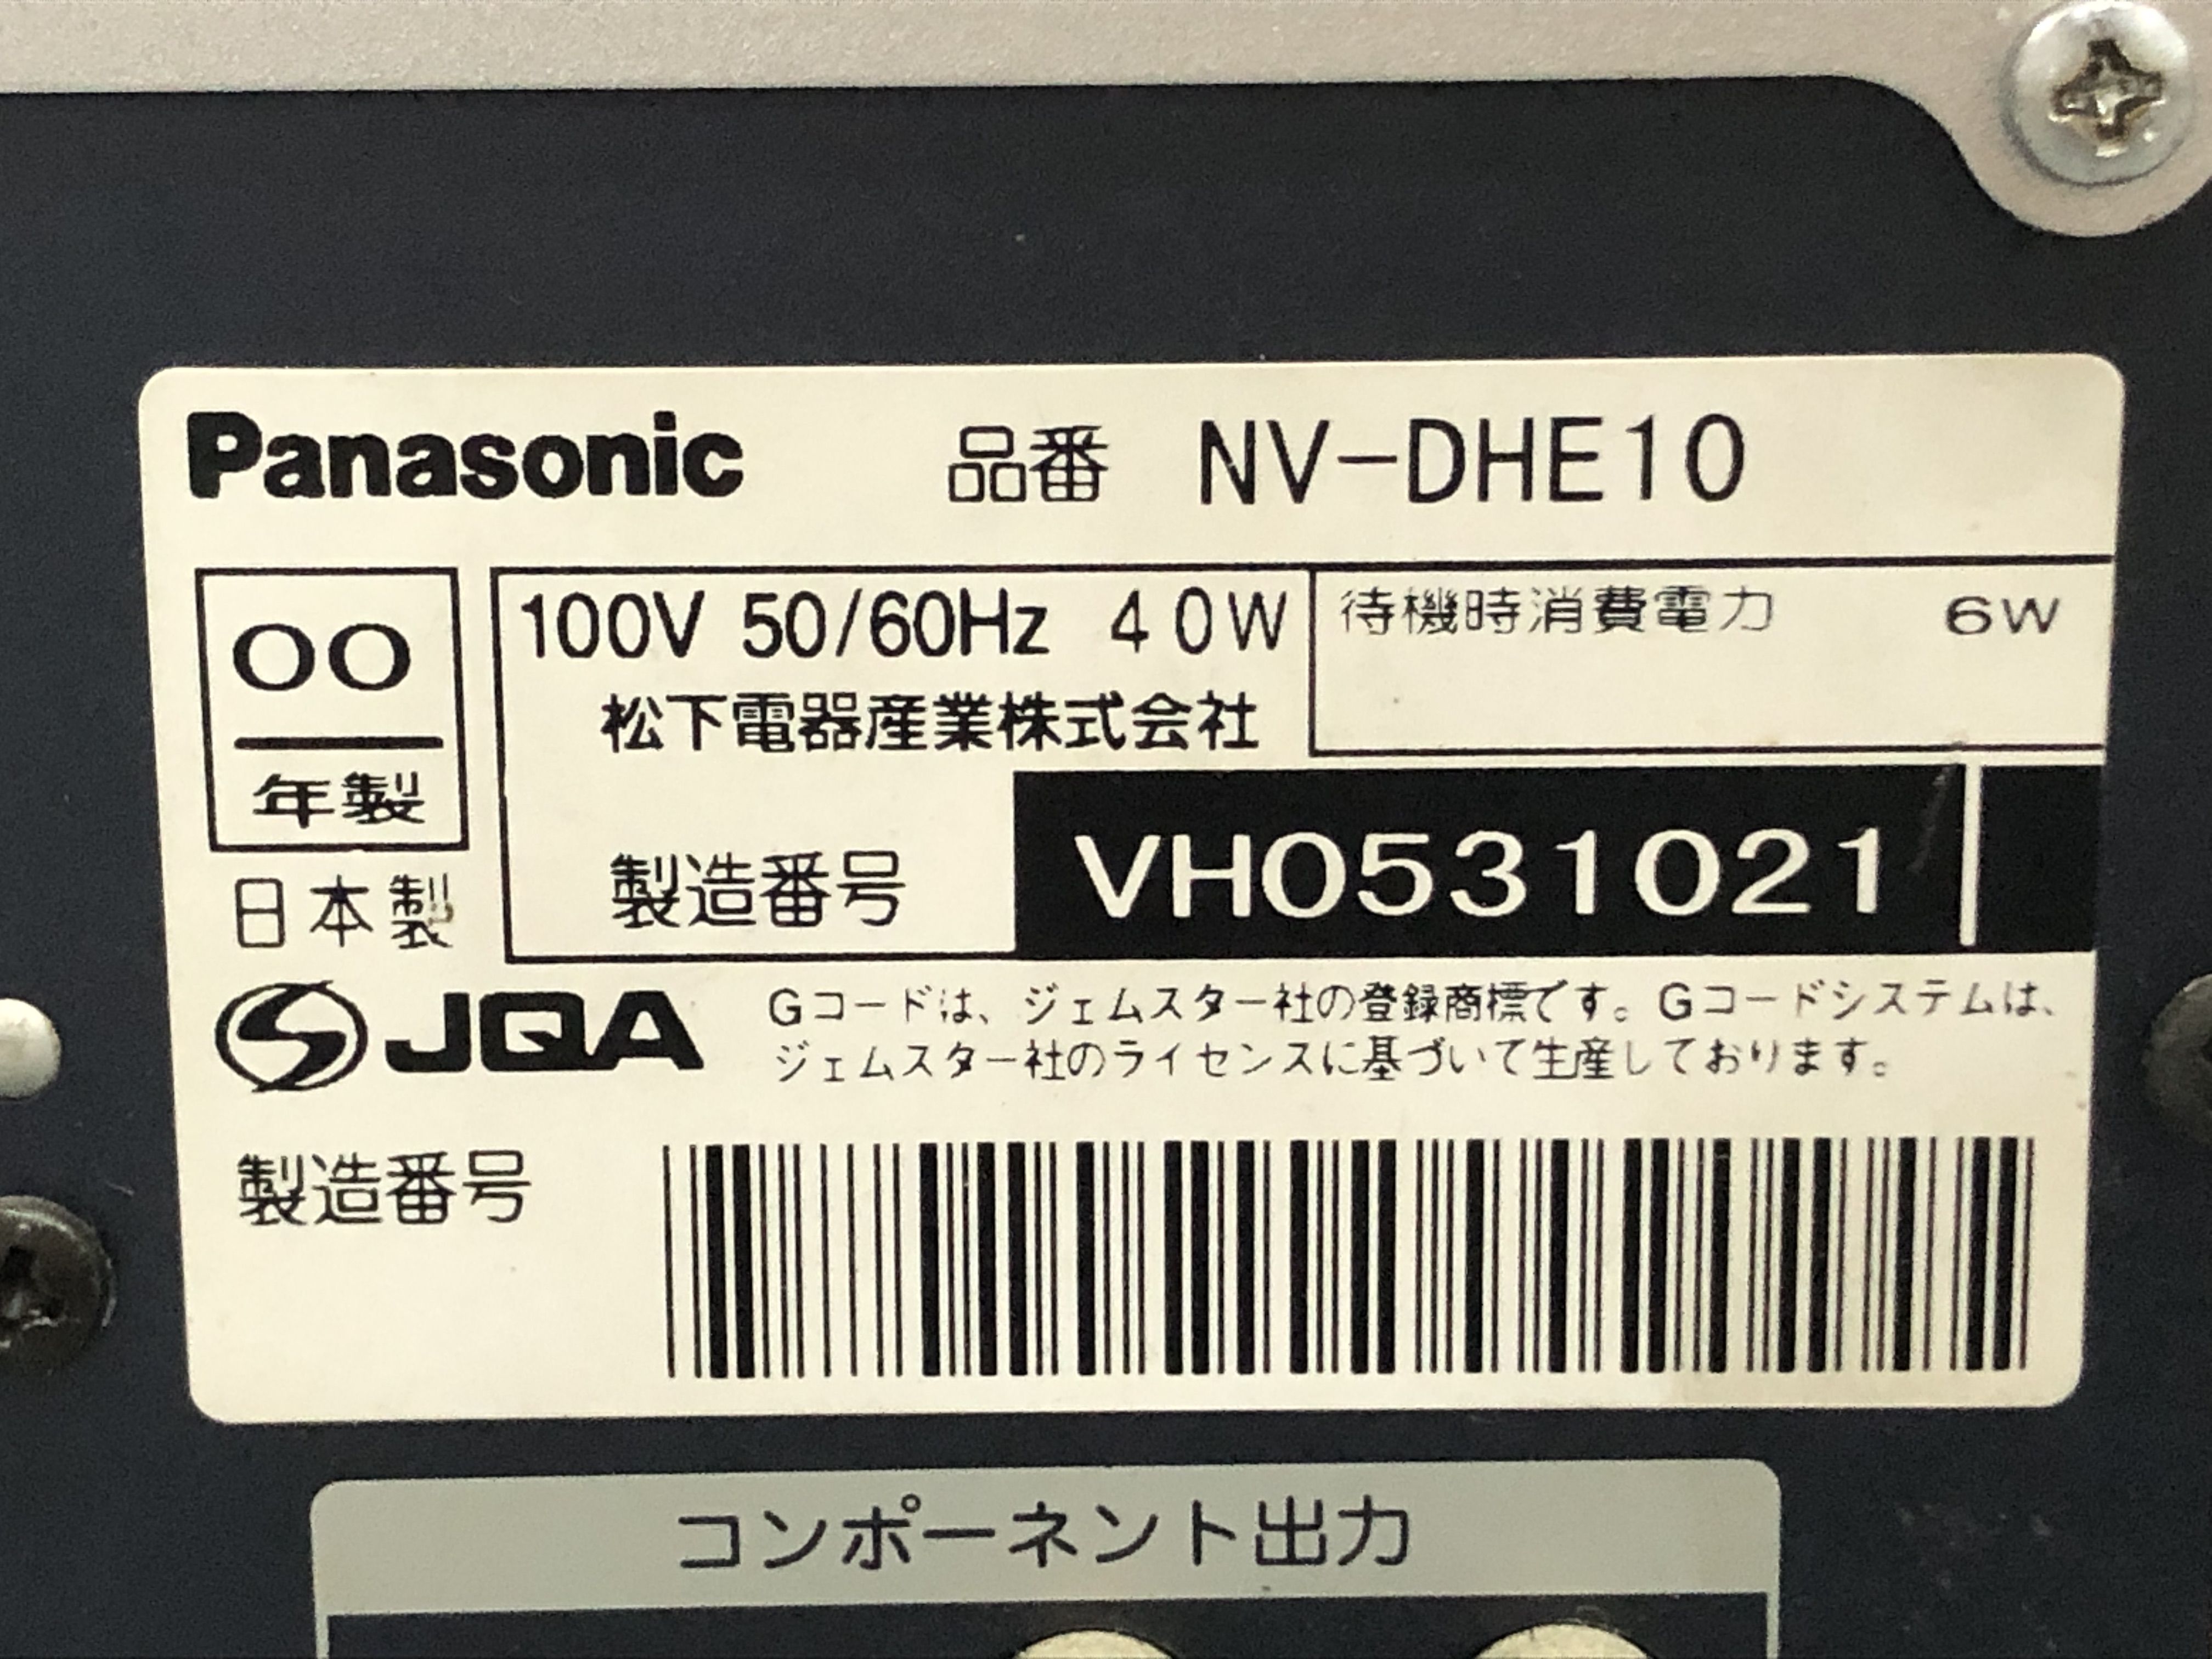 Panasonic 品番 NV-DHE10
00
年製
日本製
100V 50/60Hz 40W
松下電器産業株式会社
待機時消費電力 6W
製造番号 VH0531021
JQA
Gコードは、ジェムスター社の登録商標です。Gコードシステムは、
ジェムスター社のライセンスに基づいて生産しております。
製造番号
コンポーネント出力